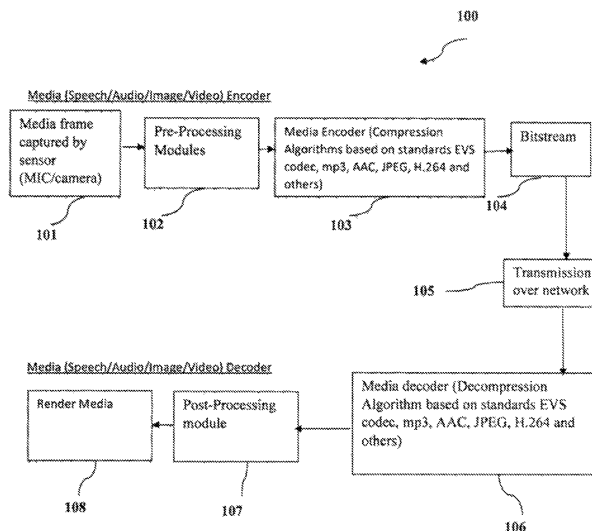 100
Media (Speech/Audio/Image/Video) Encoder
Media frame
captured by
sensor
(MIC/camera)
Pre-Processing
Modules
Media Encoder (Compression
Algorithms based on standards EVS
codec, mp3, AAC, JPEG, H.264 and
others)
Bitstream
101
102
103
104
Transmission
over network
105
Media (Speech/Audio/Image/Video) Decoder
Render Media
Post-Processing
module
Media decoder (Decompression
Algorithm based on standards EVS
codec, mp3, AAC, JPEG, H.264 and
others)
108
107
106